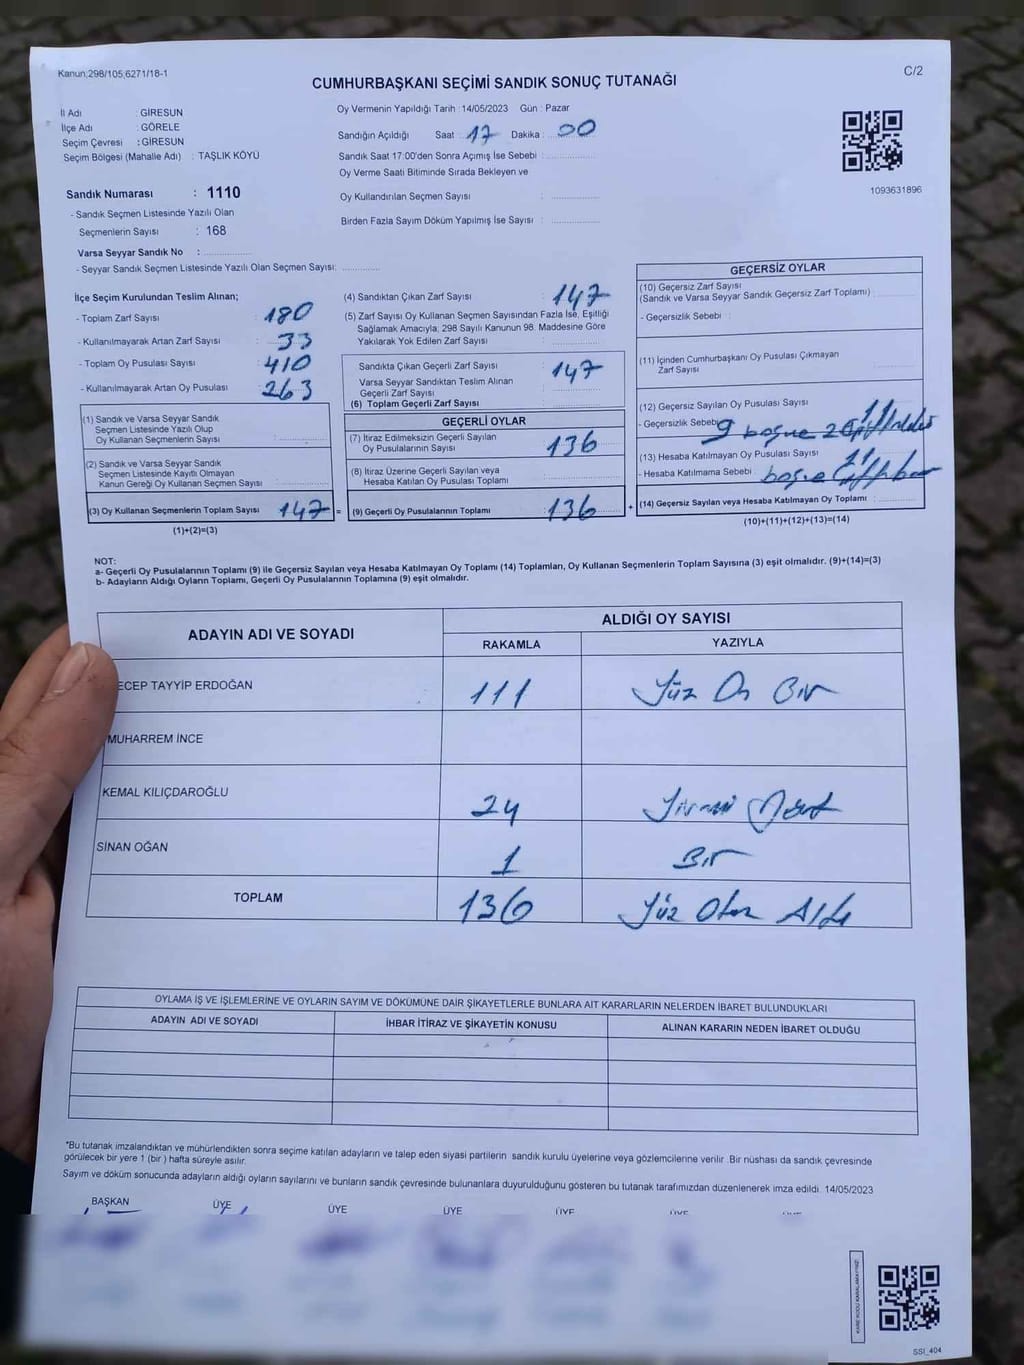 Kanun;298/105,6271/18-1
C/2
CUMHURBAŞKANI SEÇİMİ SANDIK SONUÇ TUTANAĞI
İl Adı : GİRESUN
İlçe Adı : GÖRELE
Seçim Çevresi : GİRESUN
Seçim Bölgesi (Mahalle Adı) : TAŞLIK KÖYÜ
Sandık Numarası : 1110
- Sandık Seçmen Listesinde Yazılı Olan
Seçmenlerin Sayısı : 168
Varsa Seyyar Sandık No :
- Seyyar Sandık Seçmen Listesinde Yazılı Olan Seçmen Sayısı:
Oy Vermenin Yapıldığı Tarih : 14/05/2023 Gün : Pazar
Sandığın Açıldığı Saat : 17 Dakika : 00
Sandık Saat 17:00'den Sonra Açımış İse Sebebi :
Oy Verme Saati Bitiminde Sırada Bekleyen ve
Oy Kullandırılan Seçmen Sayısı :
Birden Fazla Sayım Döküm Yapılmış İse Sayısı :
1093631896
İlçe Seçim Kurulundan Teslim Alınan;
- Toplam Zarf Sayısı : 180
- Kullanılmayarak Artan Zarf Sayısı : 33
- Toplam Oy Pusulası Sayısı : 410
- Kullanılmayarak Artan Oy Pusulası : 263
(1) Sandık ve Varsa Seyyar Sandık
Seçmen Listesinde Yazılı Olup
Oy Kullanan Seçmenlerin Sayısı :
(2) Sandık ve Varsa Seyyar Sandık
Seçmen Listesinde Kayıtlı Olmayan
Kanun Gereği Oy Kullanan Seçmen Sayısı :
(3) Oy Kullanan Seçmenlerin Toplam Sayısı : 147 =
(1)+(2)=(3)
(4) Sandıktan Çıkan Zarf Sayısı : 147
(5) Zarf Sayısı Oy Kullanan Seçmen Sayısından Fazla İse, Eşitliği
Sağlamak Amacıyla; 298 Sayılı Kanunun 98. Maddesine Göre
Yakılarak Yok Edilen Zarf Sayısı :
Sandıkta Çıkan Geçerli Zarf Sayısı : 147
Varsa Seyyar Sandıktan Teslim Alınan
Geçerli Zarf Sayısı :
(6) Toplam Geçerli Zarf Sayısı :
GEÇERLİ OYLAR
(7) İtiraz Edilmeksizin Geçerli Sayılan
Oy Pusulalarının Sayısı : 136
(8) İtiraz Üzerine Geçerli Sayılan veya
Hesaba Katılan Oy Pusulası Toplamı :
(9) Geçerli Oy Pusulalarının Toplamı : 136 +
GEÇERSİZ OYLAR
(10) Geçersiz Zarf Sayısı
(Sandık ve Varsa Seyyar Sandık Geçersiz Zarf Toplamı) :
- Geçersizlik Sebebi :
(11) İçinden Cumhurbaşkanı Oy Pusulası Çıkmayan
Zarf Sayısı :
(12) Geçersiz Sayılan Oy Pusulası Sayısı : 11
- Geçersizlik Sebebi
(13) Hesaba Katılmayan Oy Pusulası Sayısı :
- Hesaba Katılmama Sebebi
(14) Geçersiz Sayılan veya Hesaba Katılmayan Oy Toplamı :
(10)+(11)+(12)+(13)=(14)
NOT:
a- Geçerli Oy Pusulalarının Toplamı (9) ile Geçersiz Sayılan veya Hesaba Katılmayan Oy Toplamı (14) Toplamları, Oy Kullanan Seçmenlerin Toplam Sayısına (3) eşit olmalıdır. (9)+(14)=(3)
b- Adayların Aldığı Oyların Toplamı, Geçerli Oy Pusulalarının Toplamına (9) eşit olmalıdır.
ADAYIN ADI VE SOYADI ALDIĞI OY SAYISI
RAKAMLA YAZIYLA
ECEP TAYYİP ERDOĞAN 111 Yüz On Bir
MUHARREM İNCE
KEMAL KILIÇDAROĞLU 24 Yirmi Dört
SİNAN OĞAN 1 Bir
TOPLAM 136 Yüz Otuz Altı
OYLAMA İŞ VE İŞLEMLERİNE VE OYLARIN SAYIM VE DÖKÜMÜNE DAİR ŞİKAYETLERLE BUNLARA AİT KARARLARIN NELERDEN İBARET BULUNDUKLARI
ADAYIN ADI VE SOYADI İHBAR İTİRAZ VE ŞİKAYETİN KONUSU ALINAN KARARIN NEDEN İBARET OLDUĞU
*Bu tutanak imzalandıktan ve mühürlendikten sonra seçime katılan adayların ve talep eden siyasi partilerin sandık kurulu üyelerine veya gözlemcilerine verilir .Bir nüshası da sandık çevresinde
görülecek bir yere 1 (bir ) hafta süreyle asılır.
Sayım ve döküm sonucunda adayların aldığı oyların sayılarını ve bunların sandık çevresinde bulunanlara duyurulduğunu gösteren bu tutanak tarafımızdan düzenlenerek imza edildi. 14/05/2023
BAŞKAN ÜYE ÜYE ÜYE ÜYE ÜYE
KARE KODU KARALAMAYINIZ!
SSI_404